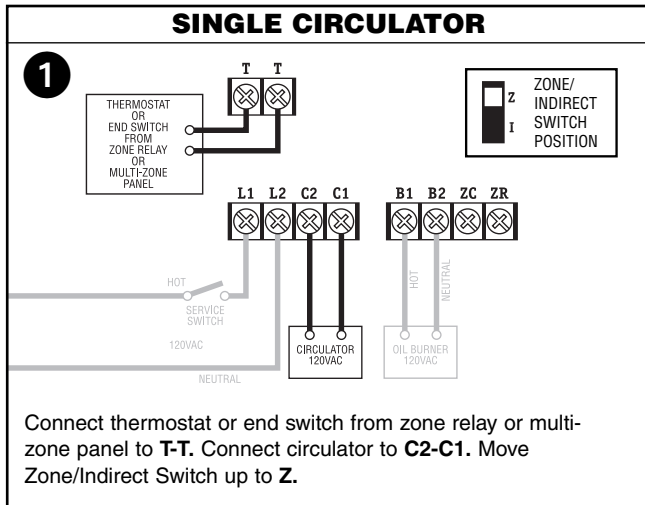 SINGLE CIRCULATOR
1
T T
THERMOSTAT
OR
END SWITCH
FROM
ZONE RELAY
OR
MULTI-ZONE
PANEL
Z
I
ZONE/
INDIRECT
SWITCH
POSITION
L1 L2 C2 C1 B1 B2 ZC ZR
HOT
SERVICE
SWITCH
120VAC
NEUTRAL
CIRCULATOR
120VAC
HOT
NEUTRAL
OIL BURNER
120VAC
Connect thermostat or end switch from zone relay or multi-
zone panel to T-T. Connect circulator to C2-C1. Move
Zone/Indirect Switch up to Z.